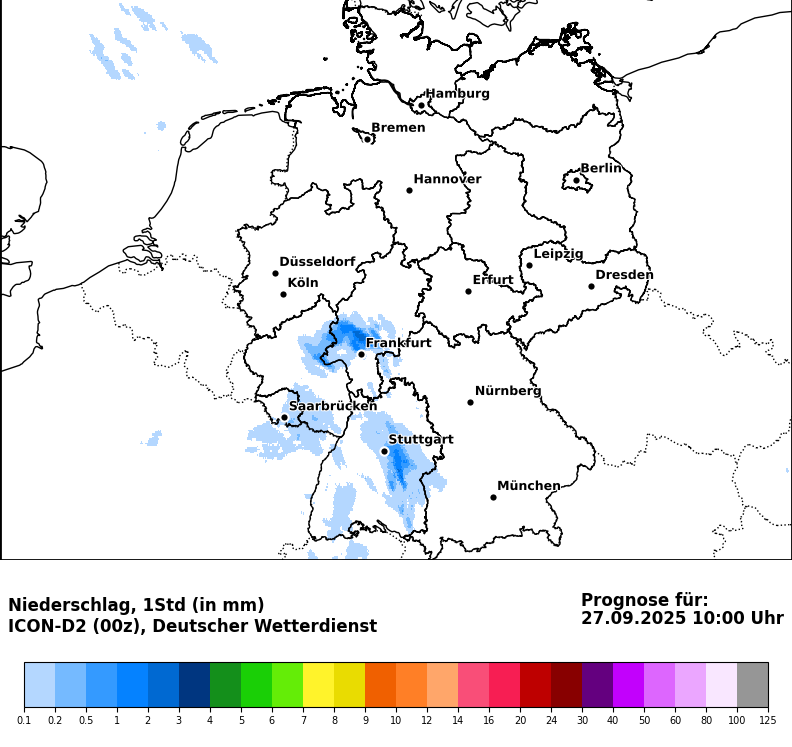 Hamburg
Bremen
Berlin
Hannover
Leipzig
Düsseldorf
Dresden
Köln
Erfurt
Frankfurt
Nürnberg
Saarbrücken
Stuttgart
München
Niederschlag, 1Std (in mm)
ICON-D2 (00z), Deutscher Wetterdienst
Prognose für:
27.09.2025 10:00 Uhr
0.1 0.2 0.5 1 2 3 4 5 6 7 8 9 10 12 14 16 20 24 30 40 50 60 80 100 125